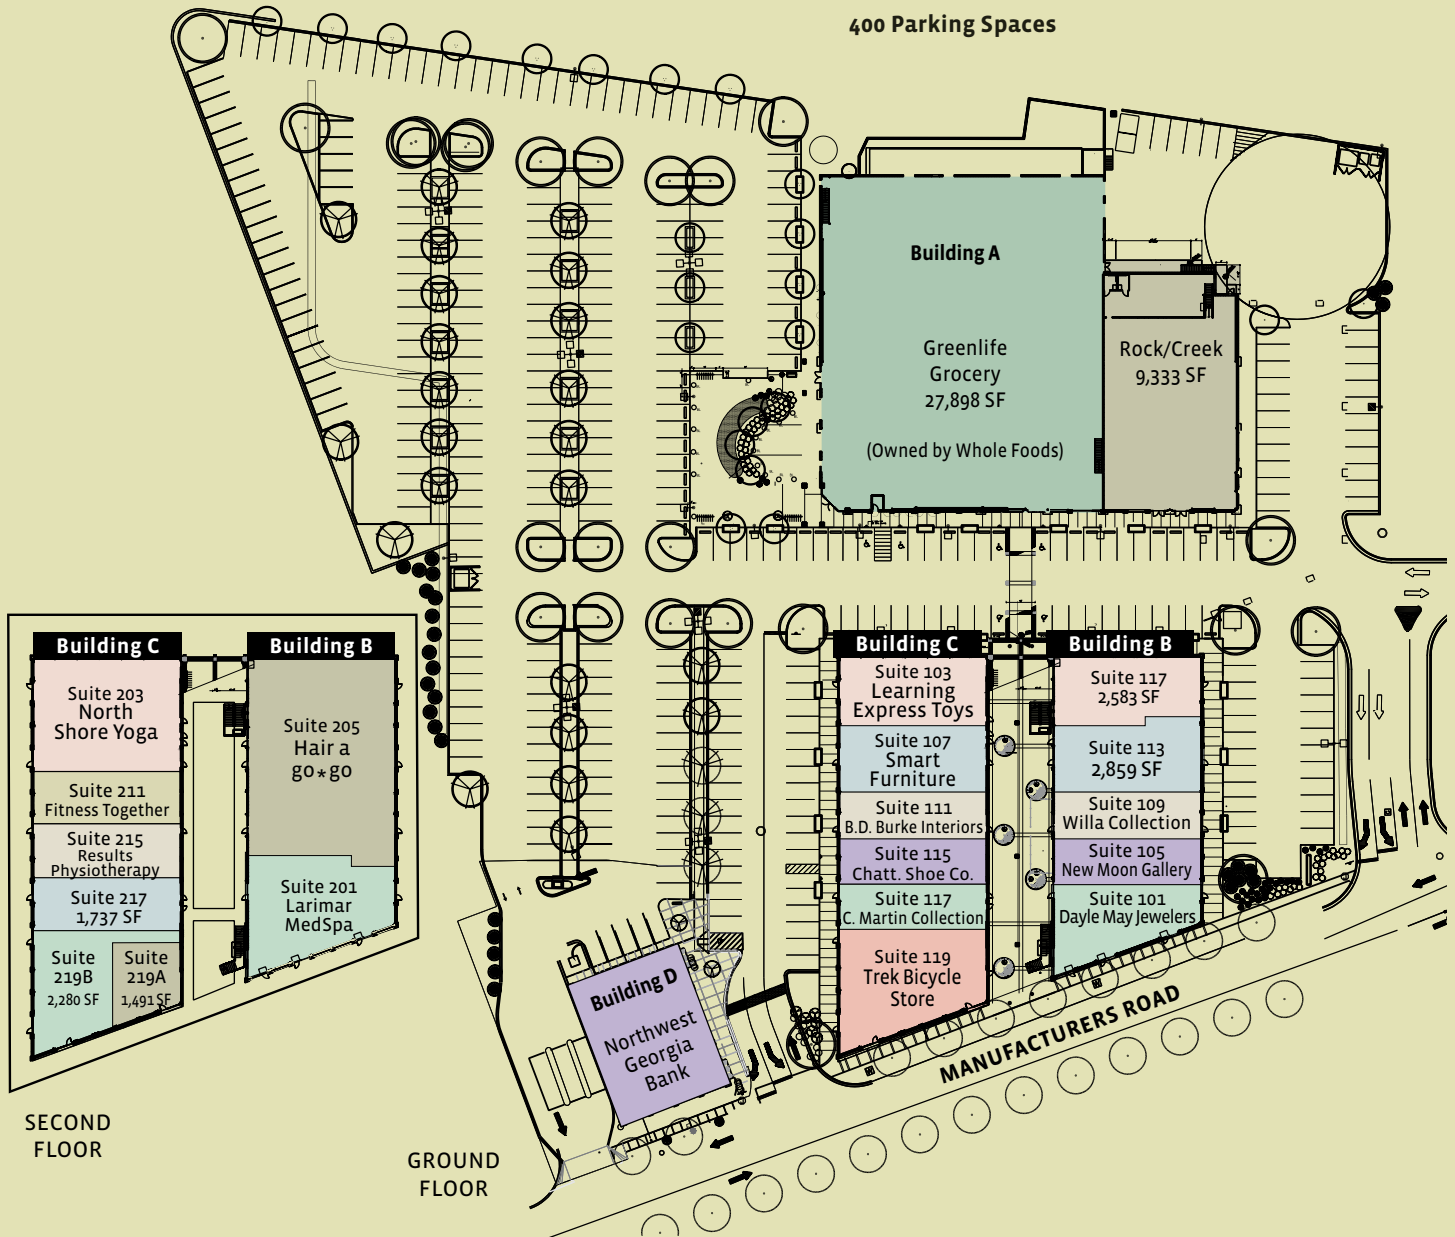 400 Parking Spaces
Building A
Greenlife
Grocery
27,898 SF
(Owned by Whole Foods)
Rock/Creek
9,333 SF
Building C
Suite 203
North
Shore Yoga
Suite 211
Fitness Together
Suite 215
Results
Physiotherapy
Suite 217
1,737 SF
Suite
219B
2,280 SF
Suite
219A
1,491 SF
Building B
Suite 205
Hair a
go*go
Suite 201
Larimar
MedSpa
SECOND
FLOOR
Building C
Suite 103
Learning
Express Toys
Suite 107
Smart
Furniture
Suite 111
B.D. Burke Interiors
Suite 115
Chatt. Shoe Co.
Suite 117
C. Martin Collection
Suite 119
Trek Bicycle
Store
Building B
Suite 117
2,583 SF
Suite 113
2,859 SF
Suite 109
Willa Collection
Suite 105
New Moon Gallery
Suite 101
Dayle May Jewelers
Building D
Northwest
Georgia
Bank
MANUFACTURERS ROAD
GROUND
FLOOR